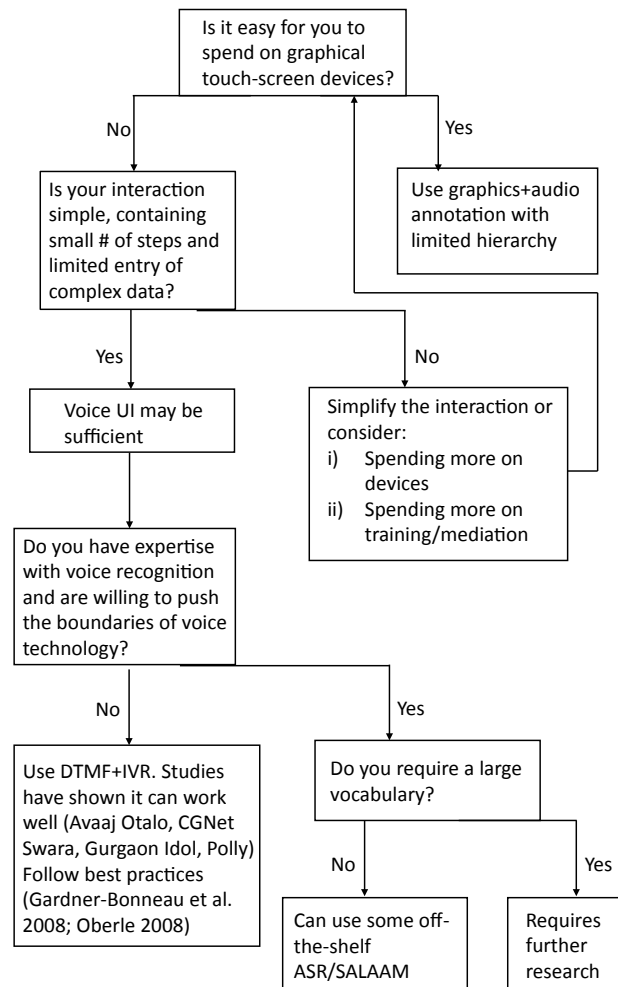 Is it easy for you to
spend on graphical
touch-screen devices?
No
Yes
Is your interaction
simple, containing
small # of steps and
limited entry of
complex data?
Use graphics+audio
annotation with
limited hierarchy
Yes
No
Voice UI may be
sufficient
Simplify the interaction or
consider:
i) Spending more on
devices
ii) Spending more on
training/mediation
Do you have expertise
with voice recognition
and are willing to push
the boundaries of voice
technology?
No
Yes
Use DTMF+IVR. Studies
have shown it can work
well (Avaaj Otalo, CGNet
Swara, Gurgaon Idol, Polly)
Follow best practices
(Gardner-Bonneau et al.
2008; Oberle 2008)
Do you require a large
vocabulary?
No
Yes
Can use some off-
the-shelf
ASR/SALAAM
Requires
further
research